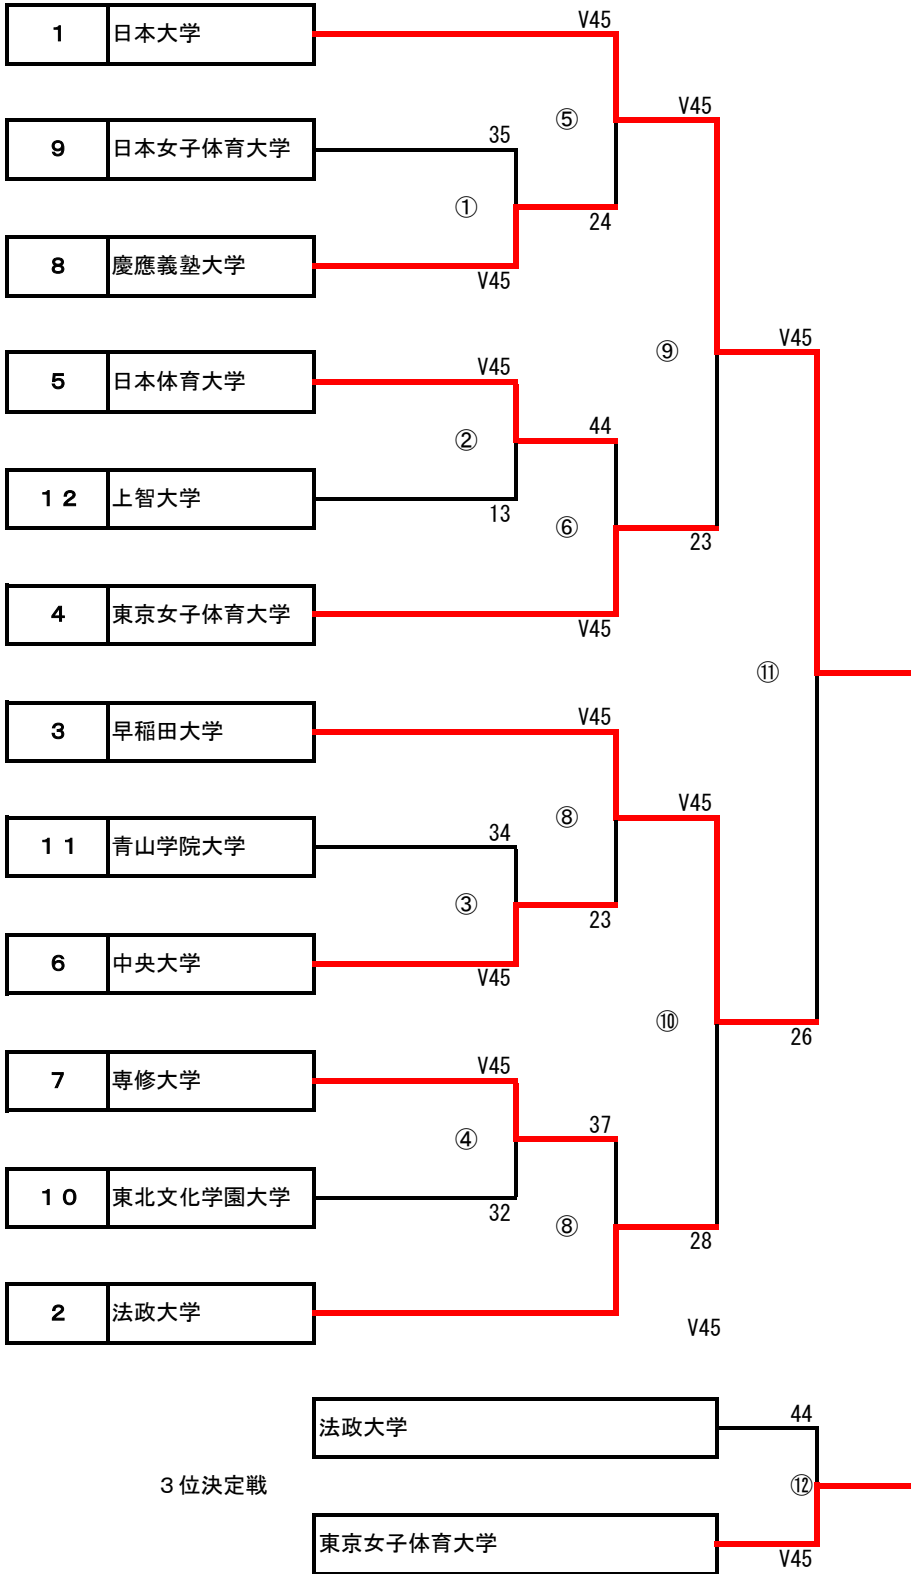 V45
1 日本大学
⑤ V45
35
9 日本女子体育大学
①
24
8 慶應義塾大学
V45
⑨ V45
V45
5 日本体育大学
② 44
12 上智大学
13
⑥
23
4 東京女子体育大学
V45
⑪
V45
3 早稲田大学
V45
⑧
34
11 青山学院大学
③
23
6 中央大学
V45
⑩
26
V45
7 専修大学
④ 37
10 東北文化学園大学
32
⑧
28
2 法政大学
V45
44
法政大学
3位決定戦 ⑫
東京女子体育大学
V45